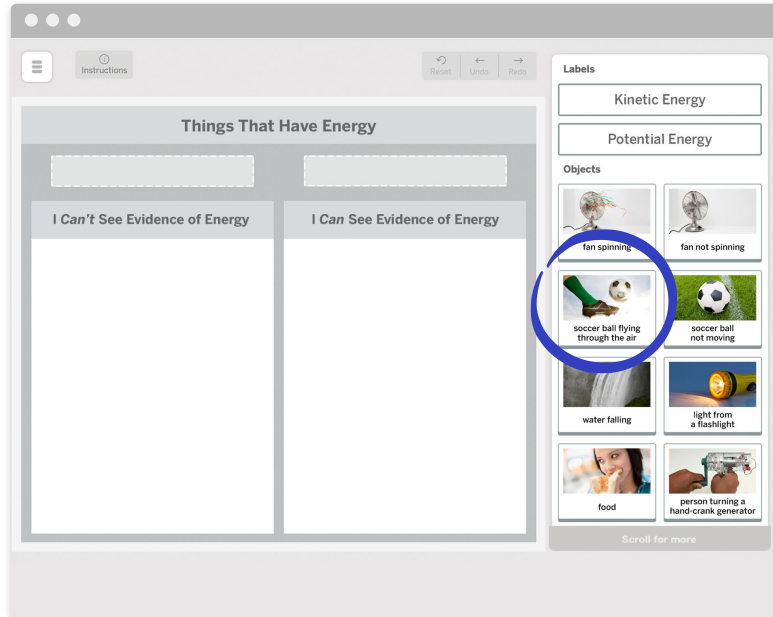 Instructions
Reset
Undo
Redo
Things That Have Energy
I Can't See Evidence of Energy
I Can See Evidence of Energy
Labels
Kinetic Energy
Potential Energy
Objects
fan spinning
fan not spinning
soccer ball flying
through the air
soccer ball
not moving
water falling
light from
a flashlight
food
person turning a
hand-crank generator
Scroll for more